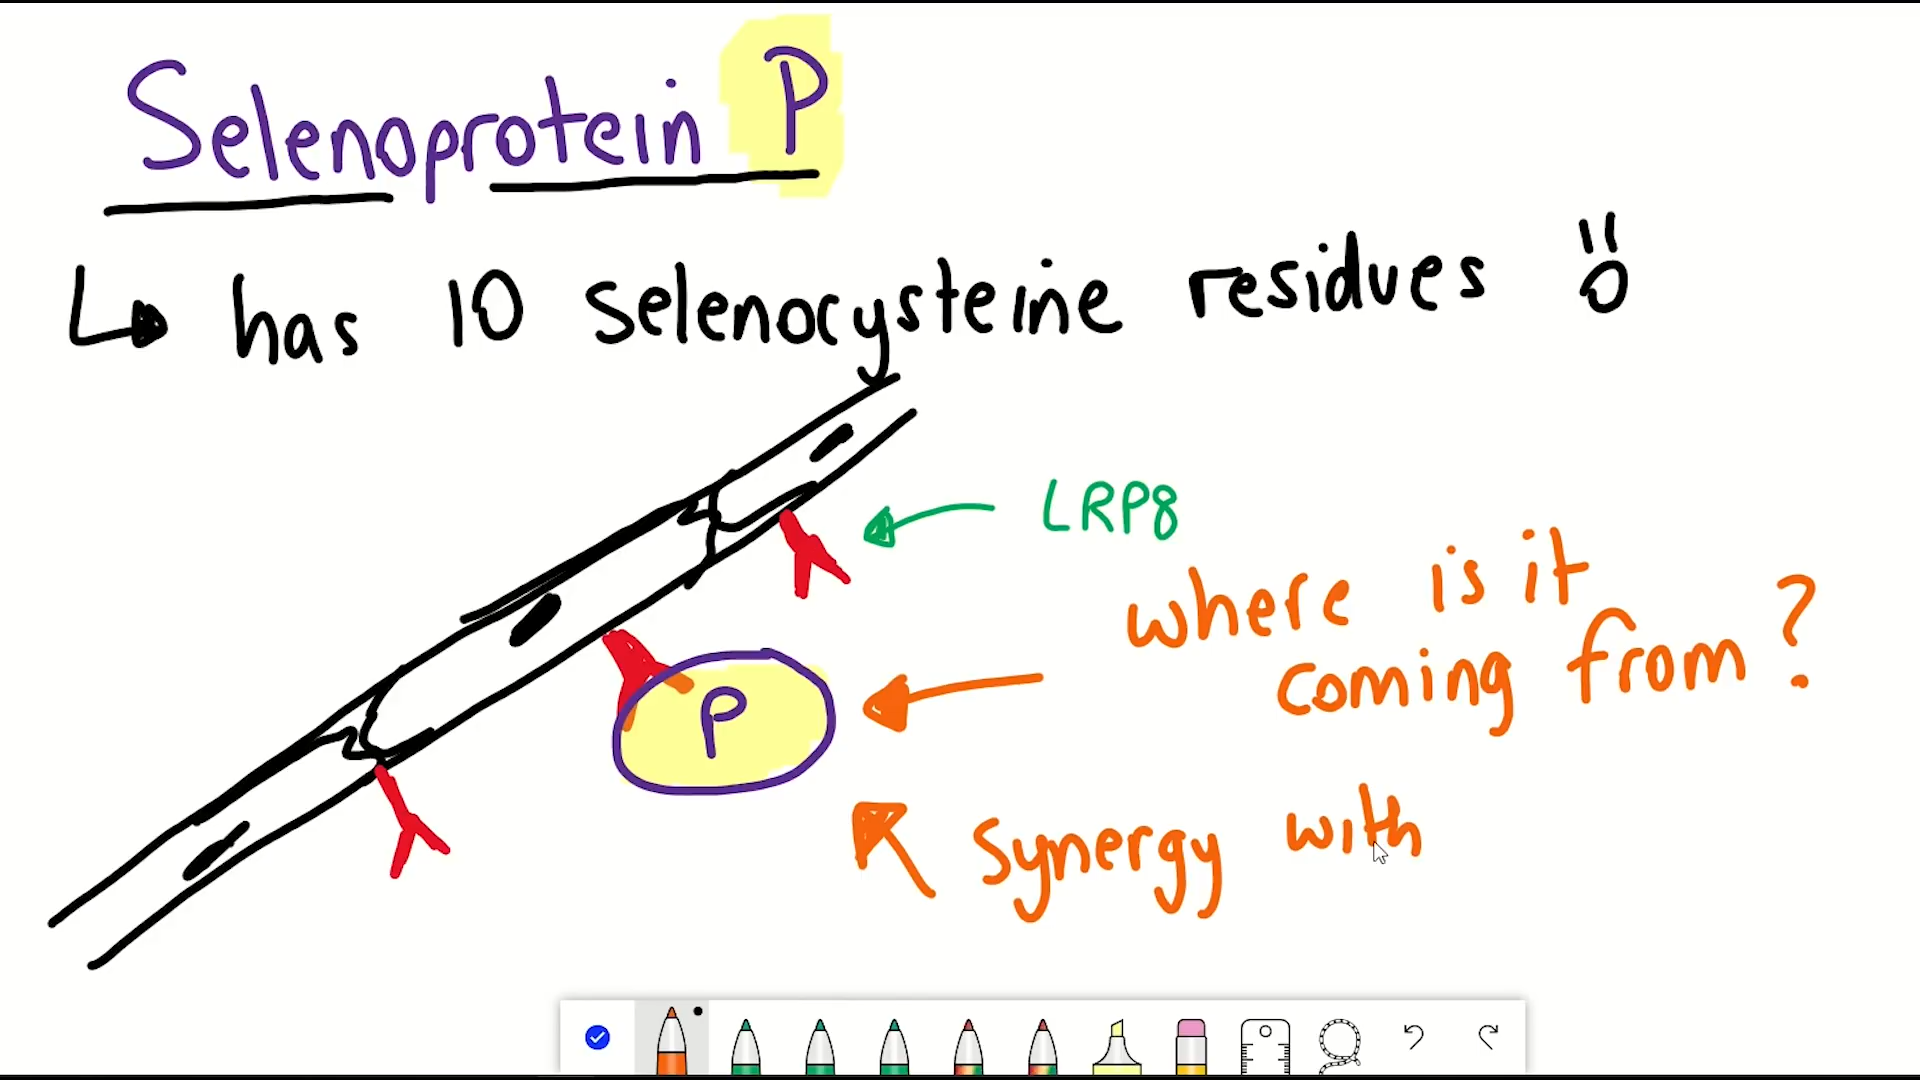 Selenoprotein P
has 10 selenocysteine residues
LRP8
where is it
coming from?
P
synergy with